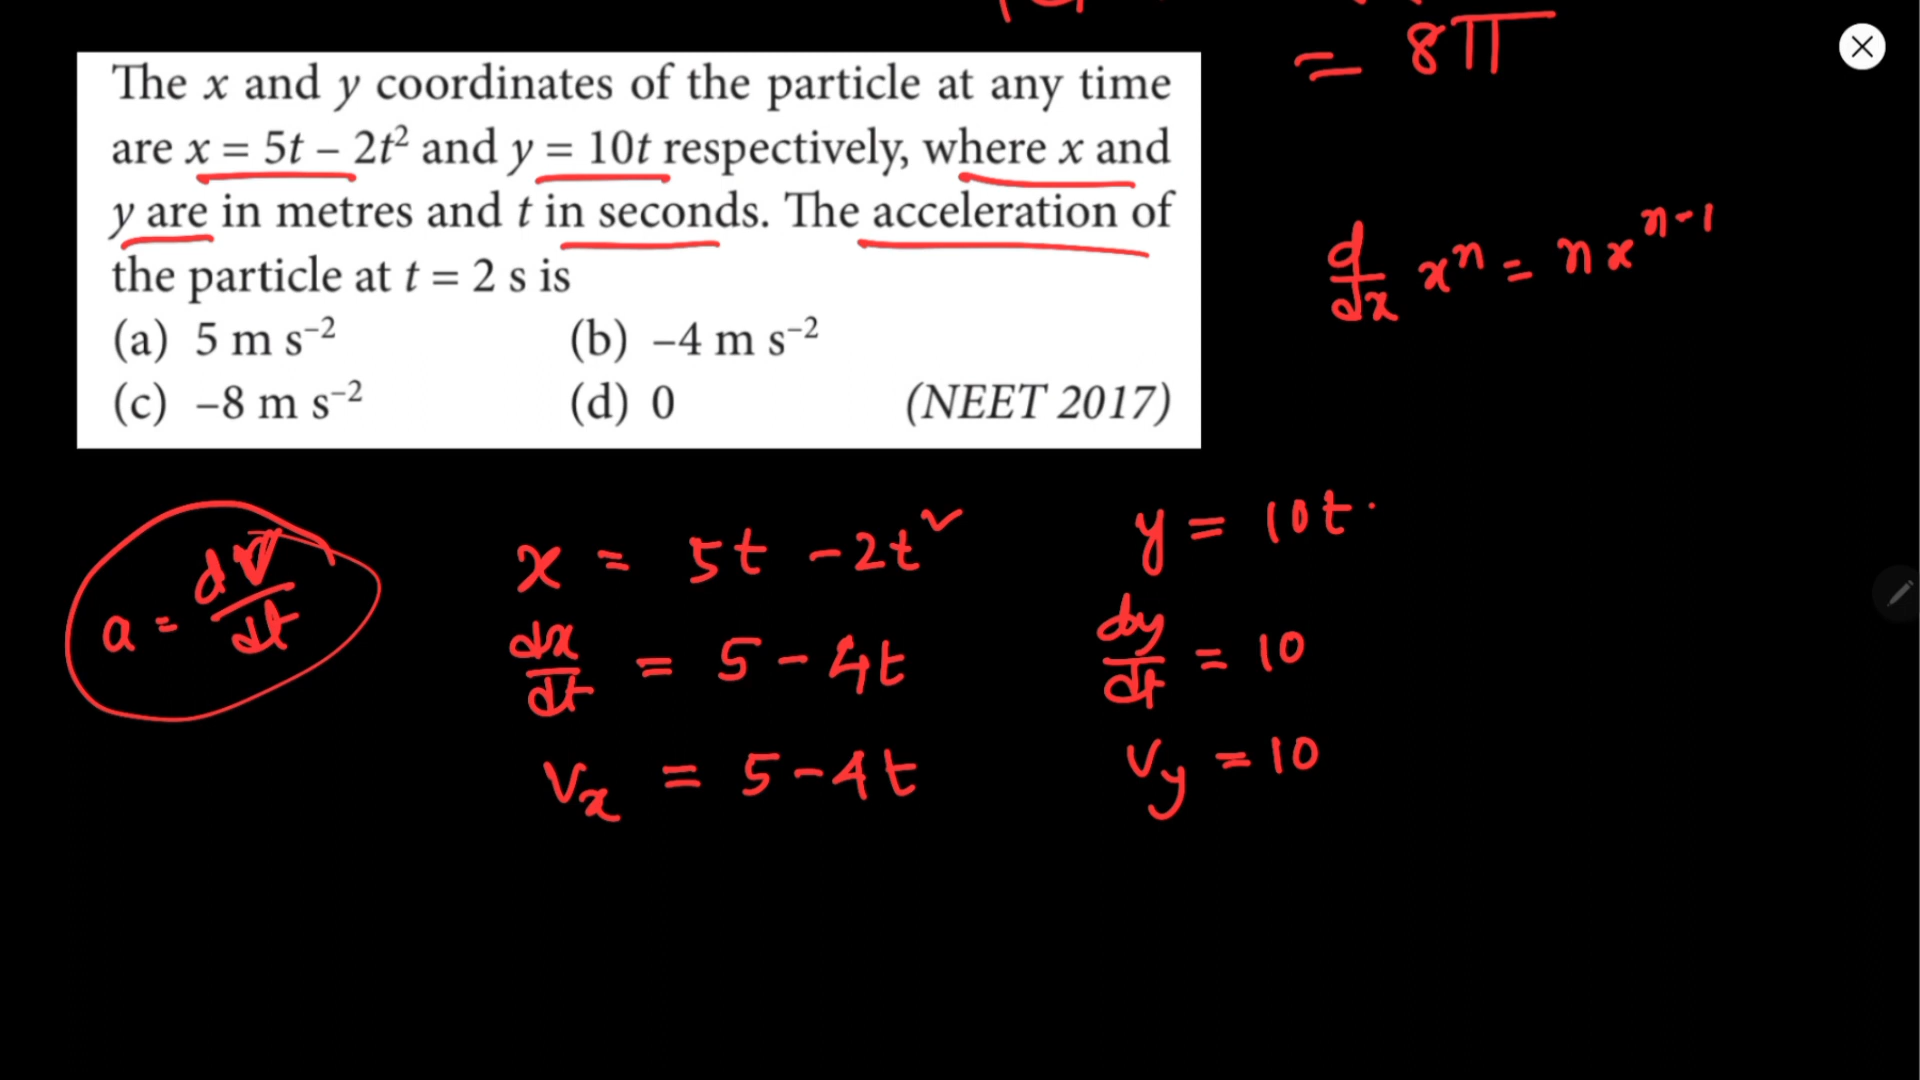 = 8π
The x and y coordinates of the particle at any time
are x = 5t – 2t² and y = 10t respectively, where x and
y are in metres and t in seconds. The acceleration of
the particle at t = 2 s is
(a) 5 m s⁻² (b) –4 m s⁻²
(c) –8 m s⁻² (d) 0 (NEET 2017)
d/dx xⁿ = n xⁿ⁻¹
a = dv/dt
x = 5t - 2t²
dx/dt = 5 - 4t
vₓ = 5 - 4t
y = 10t
dy/dt = 10
v_y = 10